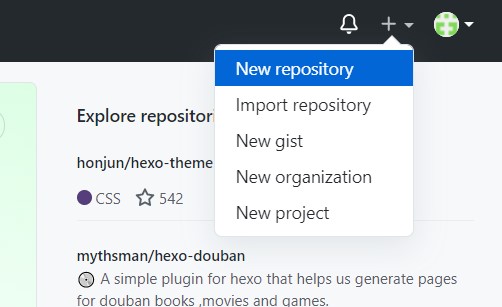 New repository
Import repository
New gist
New organization
New project
Explore
honjun/hexo-theme
CSS 542
mythsman/hexo-douban
A simple plugin for hexo that helps us generate pages
for douban books ,movies and games.